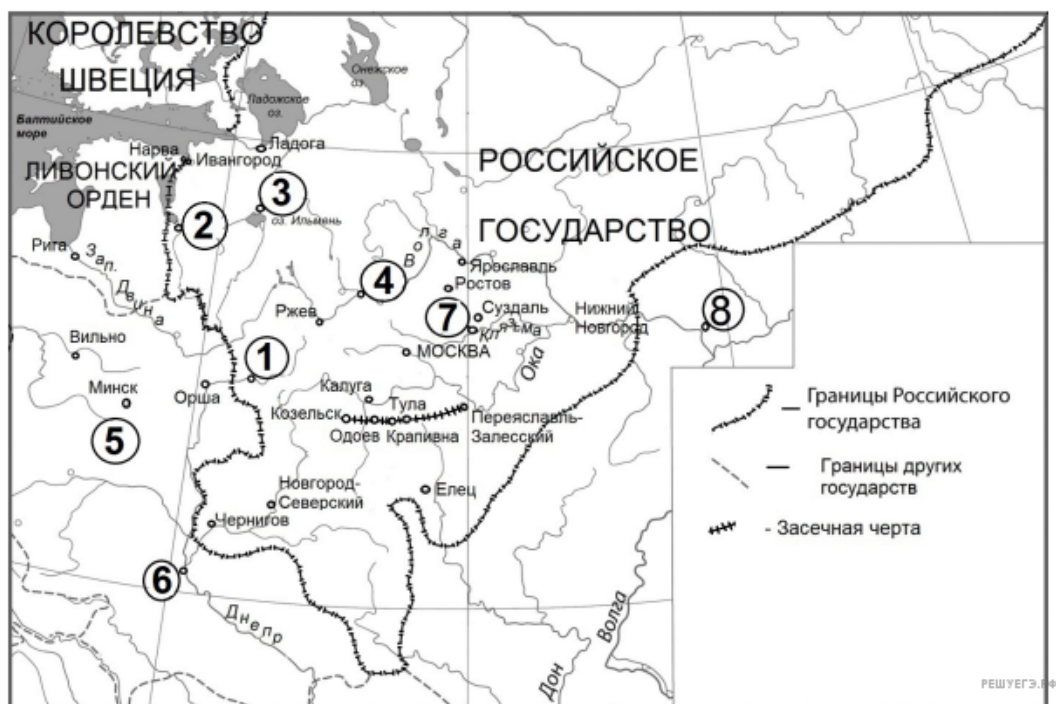 КОРОЛЕВСТВО
ШВЕЦИЯ
Онежское
оз.
Ладожское
оз.
Балтийское
море
Ладога
Нарва
Ивангород
ЛИВОНСКИЙ
ОРДЕН
РОССИЙСКОЕ
ГОСУДАРСТВО
3
2
оз. Ильмень
Рига
Зап. Двина
Волга
4
Ярославль
Ростов
Ржев
7
Суздаль
Клязьма
Нижний
Новгород
8
Вильно
1
МОСКВА
Ока
Минск
Орша
Калуга
Козельск
Тула
Одоев
Крапивна
Переяславль-
Залесский
5
Новгород-
Северский
Елец
Чернигов
6
Днепр
Дон
Волга
Границы Российского
государства
Границы других
государств
- Засечная черта
РЕШУЕГЭ.РФ